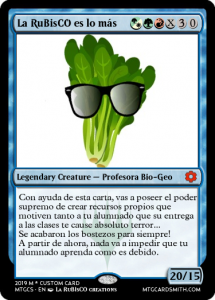 La RuBisCO es lo más X 3 0
Legendary Creature — Profesora Bio-Geo
Con ayuda de esta carta, vas a poseer el poder
supremo de crear recursos propios que
motiven tanto a tu alumnado que su entrega
a las clases te cause absoluto terror...
Se acabaron los bostezos para siempre!
A partir de ahora, nada va a impedir que tu
alumnado aprenda como es debido.
20/15
2019 M * CUSTOM CARD
MTGCS - EN La RuBisCO CREATIONS
MTGCARDSMITH.COM